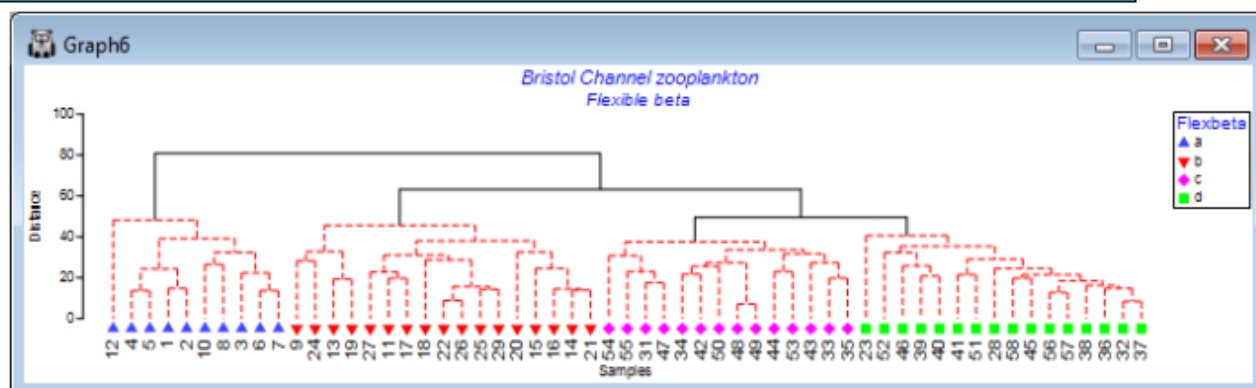 Graph6
Bristol Channel zooplankton
Flexible beta
100
80
60
40
20
0
Distance
Flexbeta
a
b
c
d
12 4 5 1 2 10 8 3 6 7 9 24 13 19 27 11 17 18 22 26 25 29 20 15 16 14 21 54 55 31 47 34 42 50 48 49 44 53 43 33 35 23 52 46 39 40 41 51 28 58 45 56 57 38 36 32 37
Samples